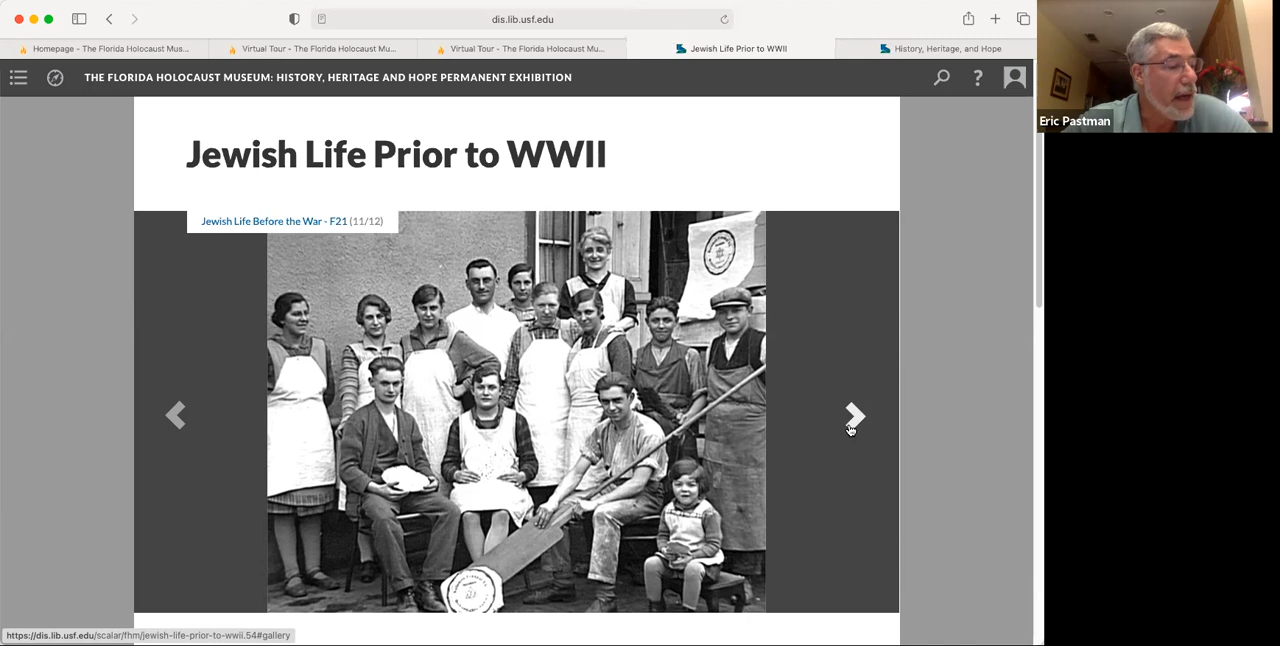 dis.lib.usf.edu
Homepage - The Florida Holocaust Mus...
Virtual Tour - The Florida Holocaust Mu...
Virtual Tour - The Florida Holocaust Mu...
Jewish Life Prior to WWII
History, Heritage, and Hope
THE FLORIDA HOLOCAUST MUSEUM: HISTORY, HERITAGE AND HOPE PERMANENT EXHIBITION
?
Eric Pastman
Jewish Life Prior to WWII
Jewish Life Before the War - F21 (11/12)
https://dis.lib.usf.edu/scalar/fhm/jewish-life-prior-to-wwii.54#gallery